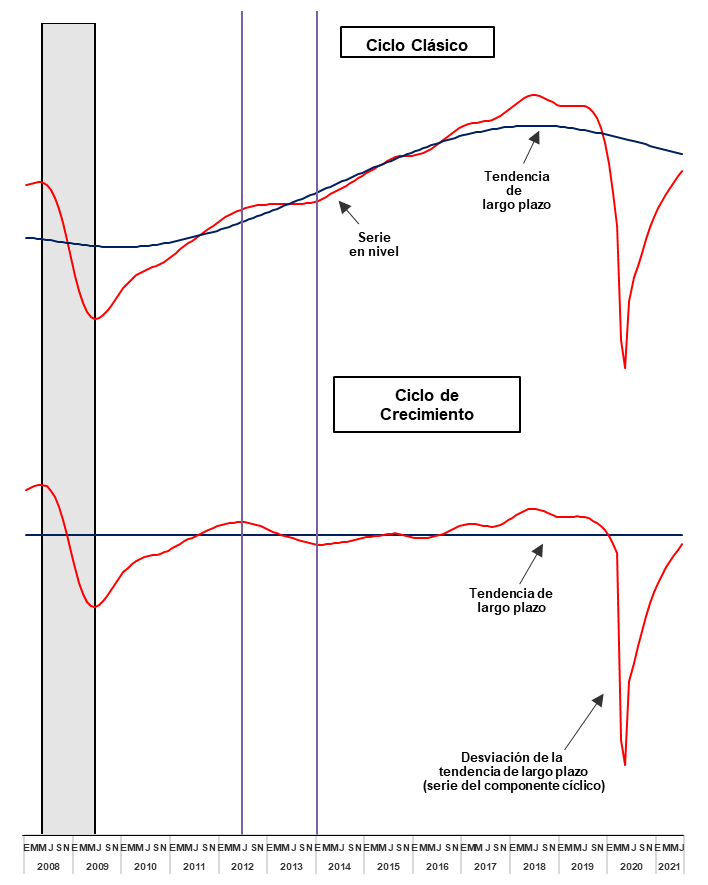 Ciclo Clásico
Tendencia
de
largo plazo
Serie
en nivel
Ciclo de
Crecimiento
Tendencia de
largo plazo
Desviación de la
tendencia de largo plazo
(serie del componente cíclico)
EMMJ SN EMMJ SN EMMJ SN EMMJ SN EMMJ SN EMMJ SN EMMJ SN EMMJ SN EMMJ SN EMMJ SN EMMJ SN EMMJ SN EMMJ SN EMMJ
2008 2009 2010 2011 2012 2013 2014 2015 2016 2017 2018 2019 2020 2021